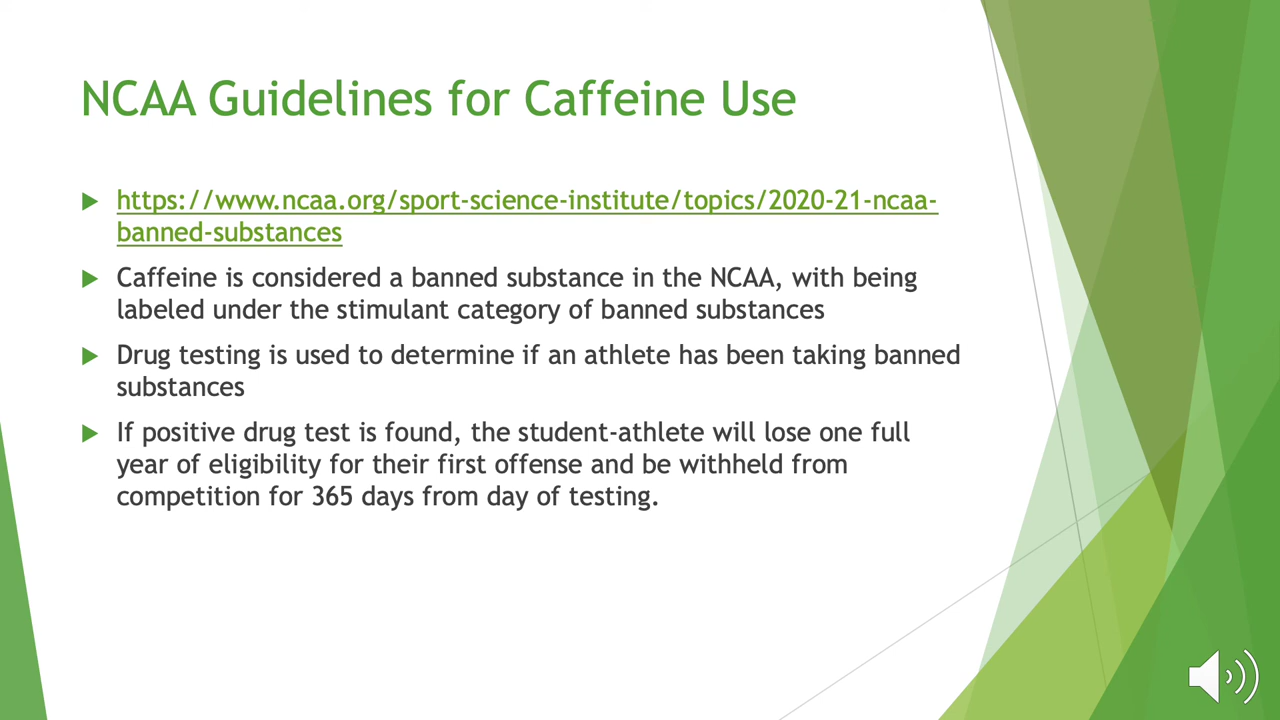 NCAA Guidelines for Caffeine Use
https://www.ncaa.org/sport-science-institute/topics/2020-21-ncaa-
banned-substances
Caffeine is considered a banned substance in the NCAA, with being
labeled under the stimulant category of banned substances
Drug testing is used to determine if an athlete has been taking banned
substances
If positive drug test is found, the student-athlete will lose one full
year of eligibility for their first offense and be withheld from
competition for 365 days from day of testing.